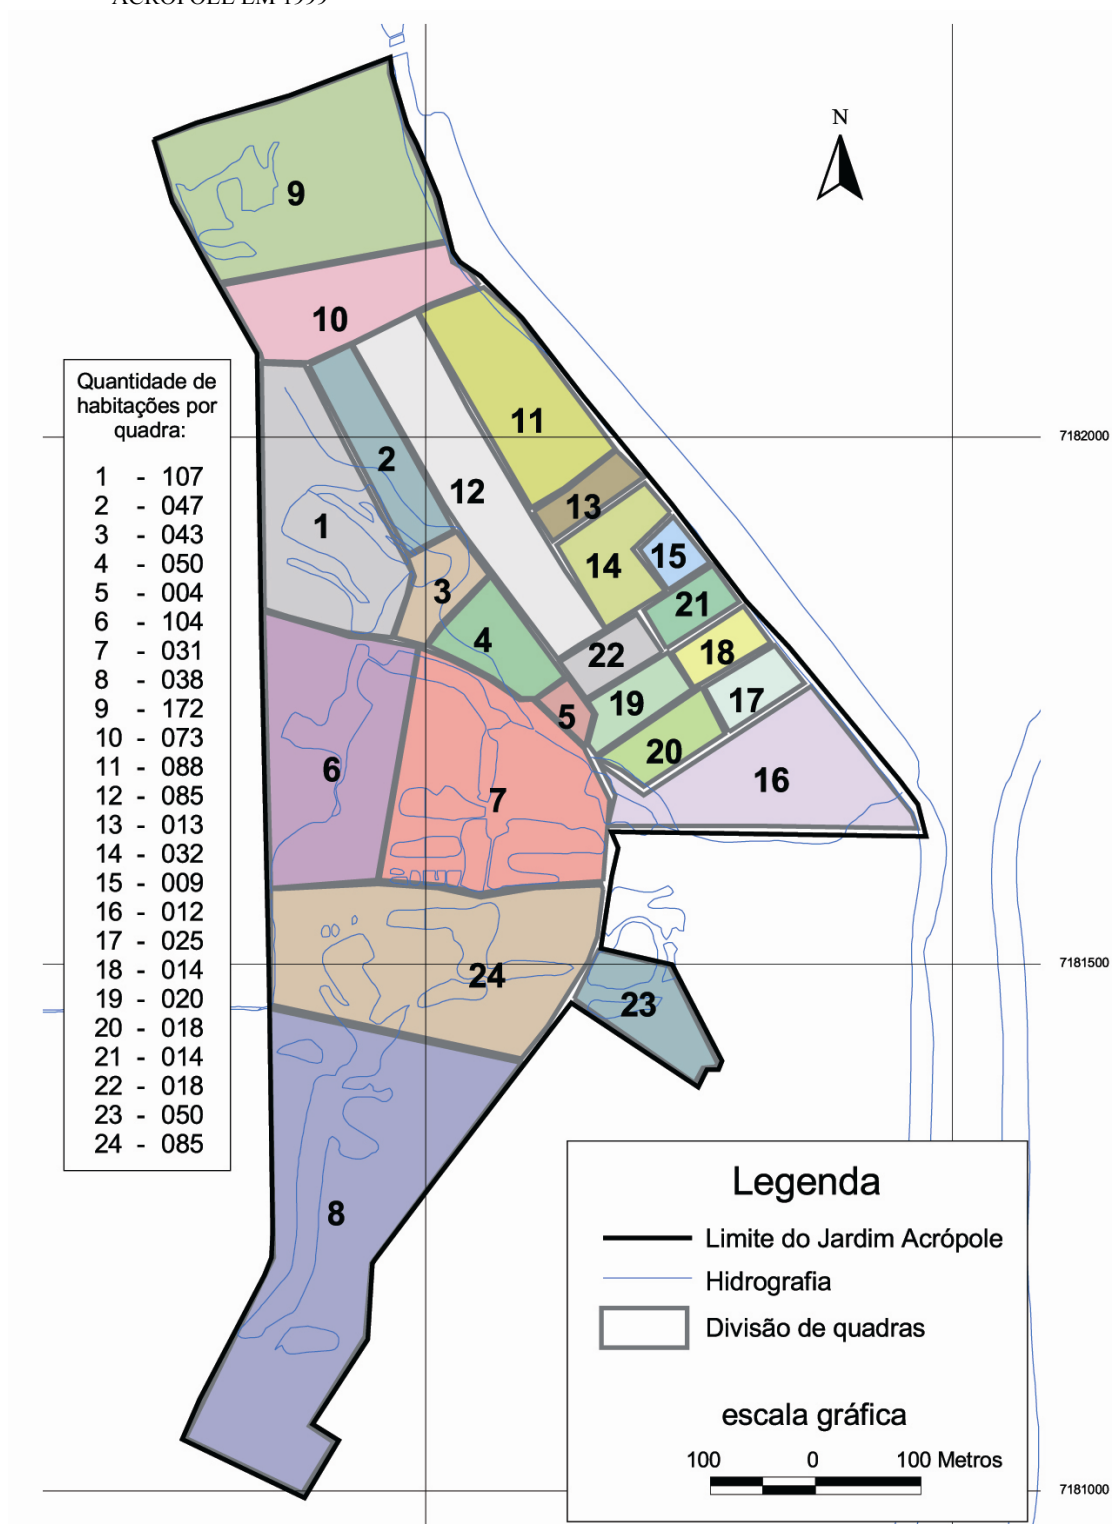 ACRÓPOLE EM 1999
N
9
10
11
7182000
2
12
13
1
15
14
3
21
4
22
18
17
19
5
20
6
16
7
7181500
24
23
8
7181000
Quantidade de
habitações por
quadra:
1 - 107
2 - 047
3 - 043
4 - 050
5 - 004
6 - 104
7 - 031
8 - 038
9 - 172
10 - 073
11 - 088
12 - 085
13 - 013
14 - 032
15 - 009
16 - 012
17 - 025
18 - 014
19 - 020
20 - 018
21 - 014
22 - 018
23 - 050
24 - 085
Legenda
Limite do Jardim Acrópole
Hidrografia
Divisão de quadras
escala gráfica
100 0 100 Metros